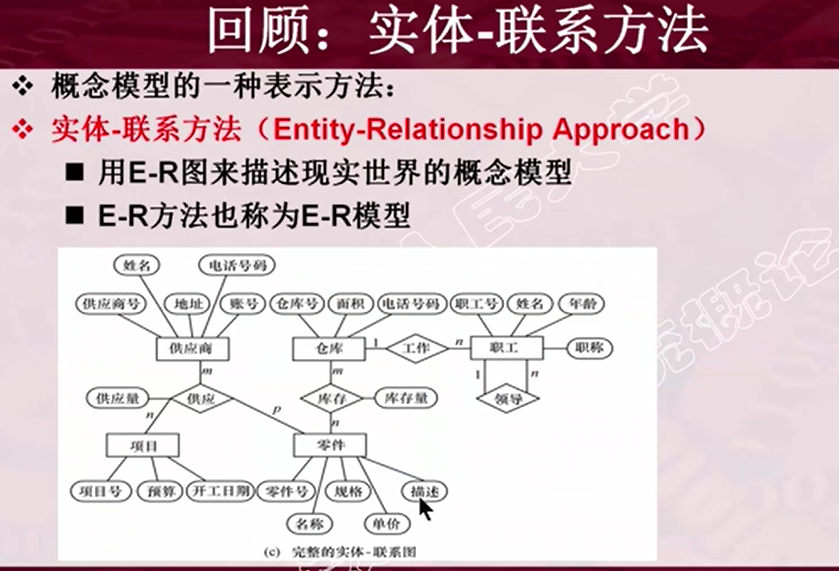 回顾：实体-联系方法
概念模型的一种表示方法：
实体-联系方法（Entity-Relationship Approach）
用E-R图来描述现实世界的概念模型
E-R方法也称为E-R模型
姓名 电话号码
供应商号 地址 账号 仓库号 面积 电话号码 职工号 姓名 年龄
供应商 仓库 1 工作 n 职工 职称
m m 1 n
供应量 供应 库存 库存量 领导
n p n
项目 零件
项目号 预算 开工日期 零件号 规格 描述
名称 单价
(c) 完整的实体-联系图